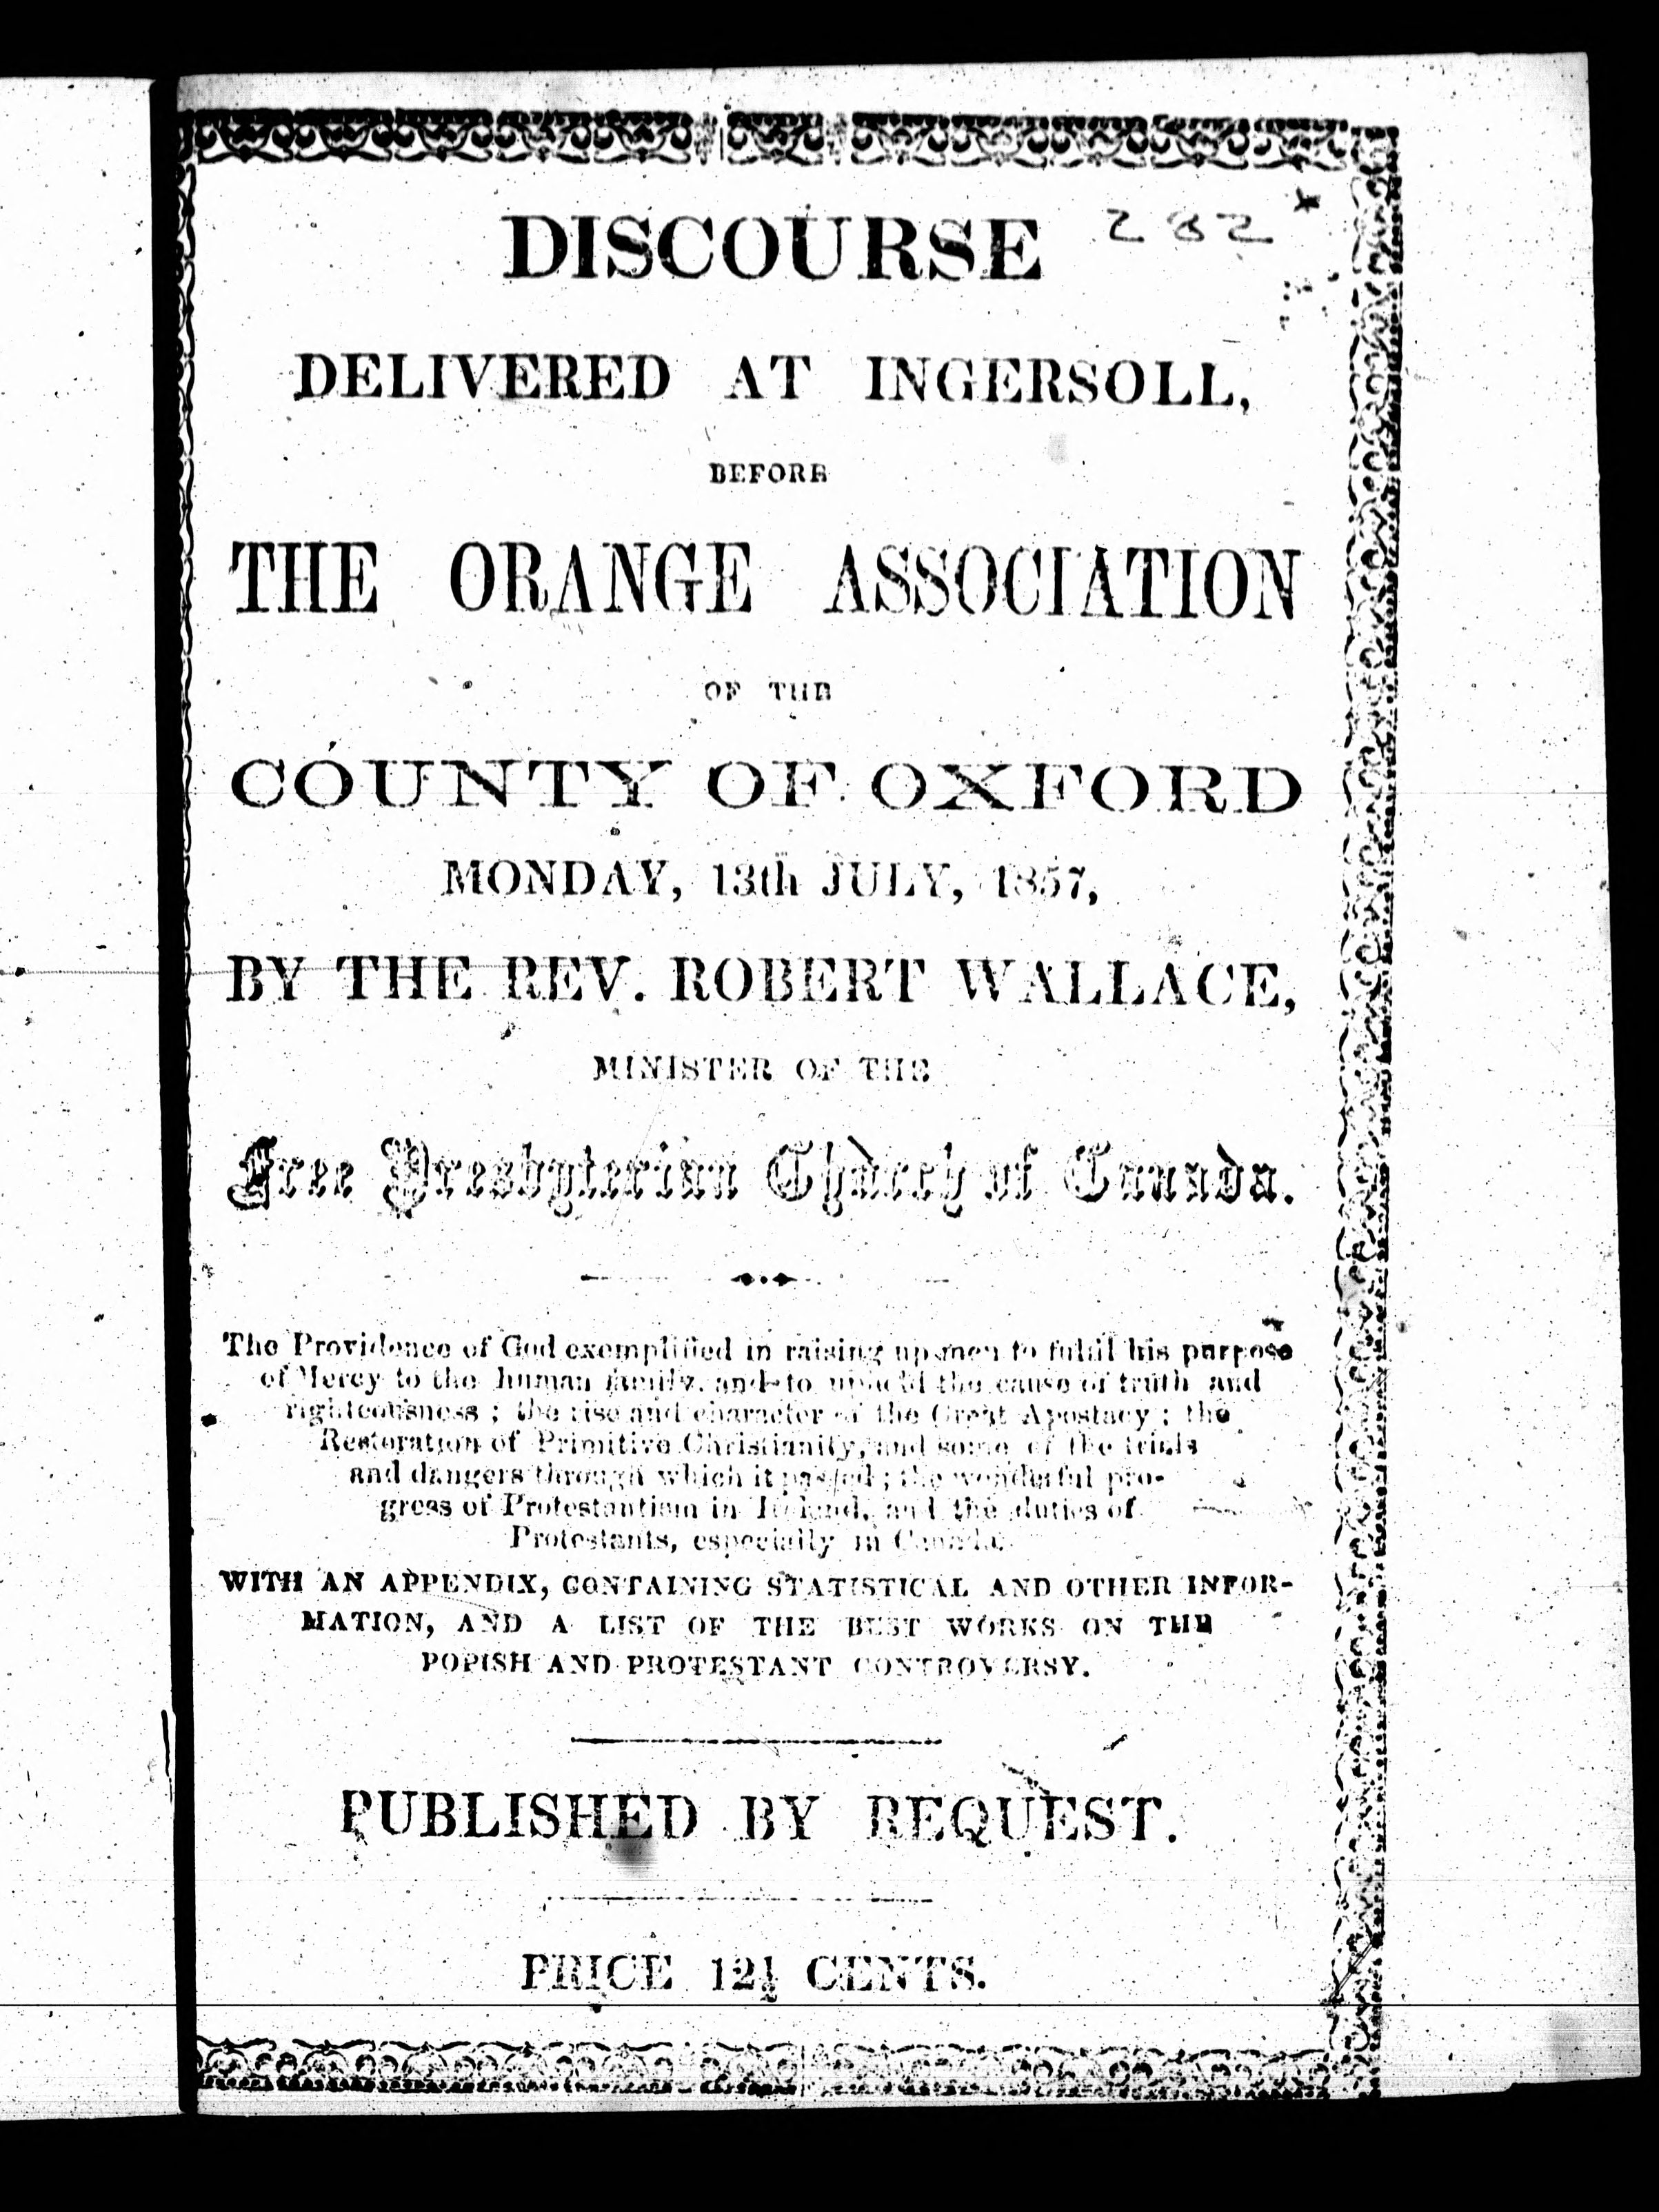 DISCOURSE 282
DELIVERED AT INGERSOLL,
BEFORE
THE ORANGE ASSOCIATION
OF THE
COUNTY OF OXFORD
MONDAY, 13th JULY, 1857,
BY THE REV. ROBERT WALLACE,
MINISTER OF THE
Free Presbyterian Church of Canada.
The Providence of God exemplified in raising up men to fulfil his purpose
of Mercy to the human family, and to uphold the cause of truth and
righteousness ; the rise and character of the Great Apostacy ; the
Restoration of Primitive Christianity, and some of the trials
and dangers through which it passed ; the wonderful pro-
gress of Protestantism in Ireland, and the duties of
Protestants, especially in Canada.
WITH AN APPENDIX, CONTAINING STATISTICAL AND OTHER INFOR-
MATION, AND A LIST OF THE BEST WORKS ON THE
POPISH AND PROTESTANT CONTROVERSY.
PUBLISHED BY REQUEST.
PRICE 12½ CENTS.